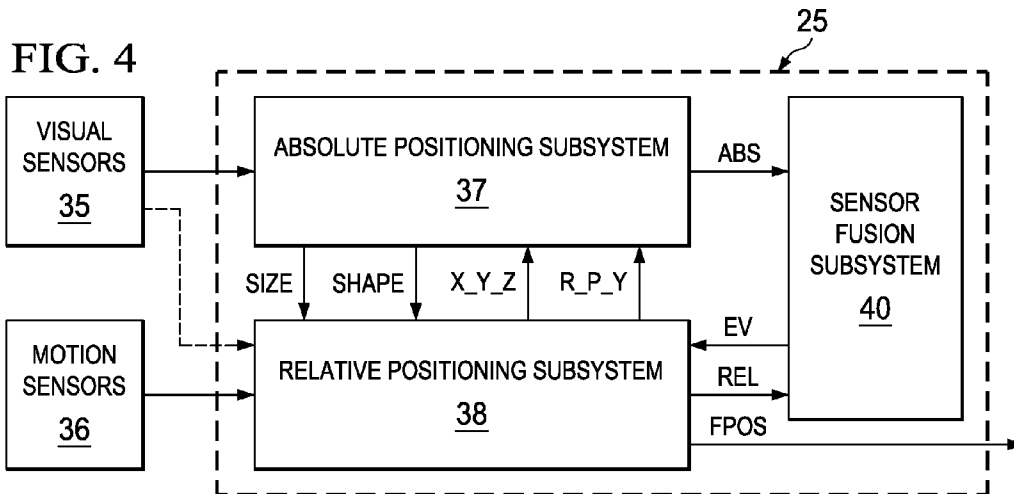 25
FIG. 4
VISUAL
SENSORS
35
ABSOLUTE POSITIONING SUBSYSTEM
37
ABS
SENSOR
FUSION
SUBSYSTEM
40
SIZE
SHAPE
X_Y_Z
R_P_Y
MOTION
SENSORS
36
RELATIVE POSITIONING SUBSYSTEM
38
EV
REL
FPOS